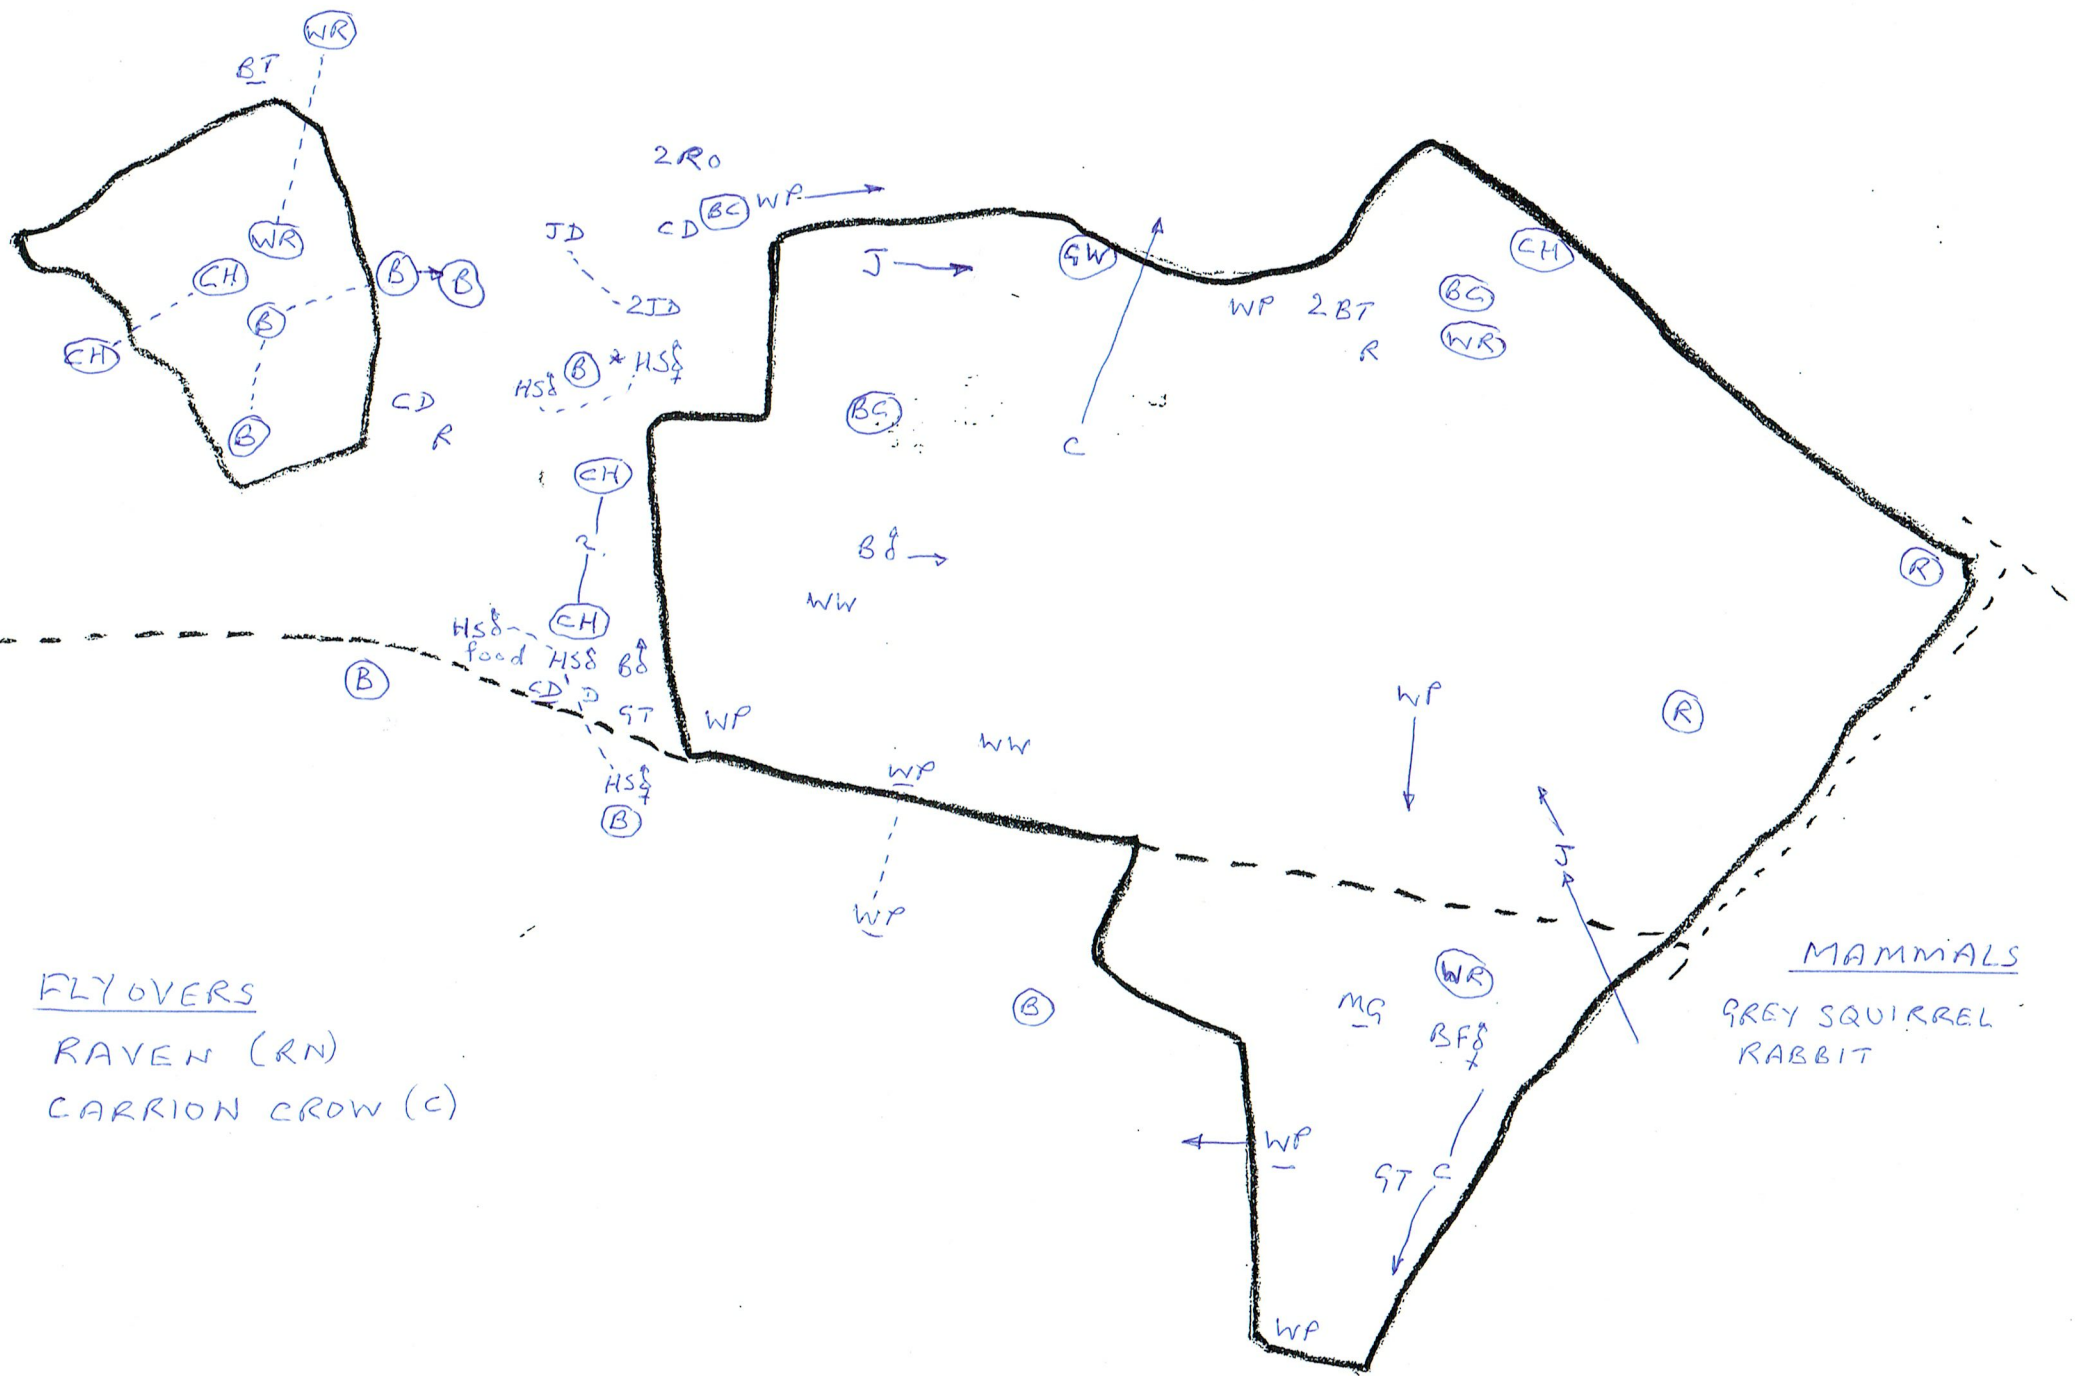 WR
BT
2RO
BC WP
CD
JD
WR
J
GW
CH
CH
B B
BG
2JD
WP 2BT
B
WR
CH
R
B HS♂♀
HS♂
CD
BG
R
B
C
CH
B♂
2
R
WW
CH
HS♂
food HS♂ B♂
B
CD D
WP
GT
WP
R
WW
WP
HS♂♀
B
J
WP
MAMMALS
WR
FLYOVERS
MG
B
GREY SQUIRREL
BF♂♀
RAVEN (RN)
RABBIT
CARRION CROW (C)
WP
GT C
WP